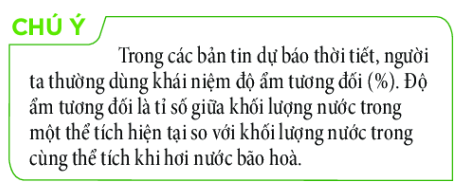 CHÚ Ý
Trong các bản tin dự báo thời tiết, người
ta thường dùng khái niệm độ ẩm tương đối (%). Độ
ẩm tương đối là tỉ số giữa khối lượng nước trong
một thể tích hiện tại so với khối lượng nước trong
cùng thể tích khi hơi nước bão hoà.